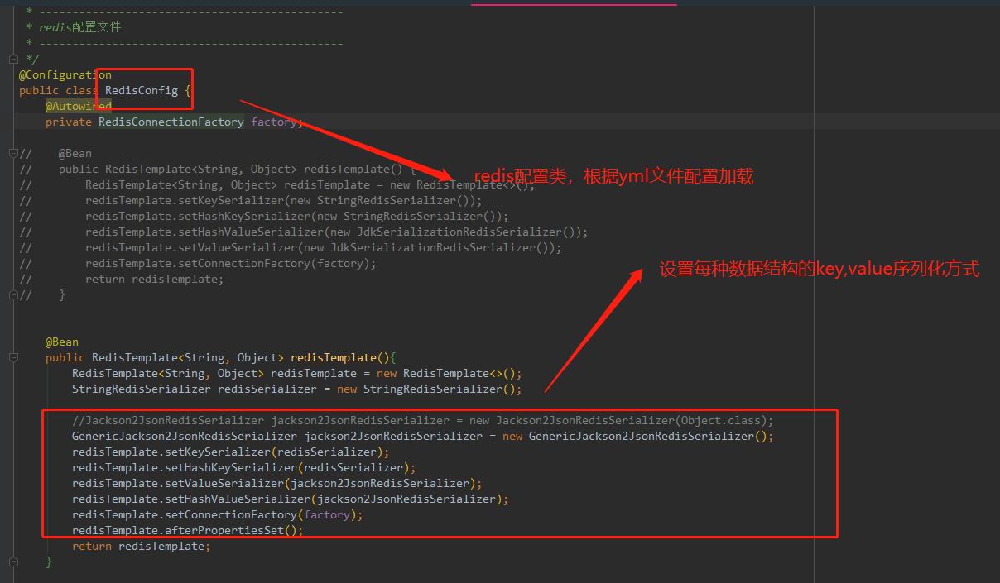 * ----------------------------------------------
* redis配置文件
* ----------------------------------------------
*/
@Configuration
public class RedisConfig {
@Autowired
private RedisConnectionFactory factory;
// @Bean
// public RedisTemplate<String, Object> redisTemplate() {
// RedisTemplate<String, Object> redisTemplate = new RedisTemplate<>();
redis配置类，根据yml文件配置加载
// redisTemplate.setKeySerializer(new StringRedisSerializer());
// redisTemplate.setHashKeySerializer(new StringRedisSerializer());
// redisTemplate.setHashValueSerializer(new JdkSerializationRedisSerializer());
// redisTemplate.setValueSerializer(new JdkSerializationRedisSerializer());
// redisTemplate.setConnectionFactory(factory);
设置每种数据结构的key,value序列化方式
// return redisTemplate;
// }
@Bean
public RedisTemplate<String, Object> redisTemplate(){
RedisTemplate<String, Object> redisTemplate = new RedisTemplate<>();
StringRedisSerializer redisSerializer = new StringRedisSerializer();
//Jackson2JsonRedisSerializer jackson2JsonRedisSerializer = new Jackson2JsonRedisSerializer(Object.class);
GenericJackson2JsonRedisSerializer jackson2JsonRedisSerializer = new GenericJackson2JsonRedisSerializer();
redisTemplate.setKeySerializer(redisSerializer);
redisTemplate.setHashKeySerializer(redisSerializer);
redisTemplate.setValueSerializer(jackson2JsonRedisSerializer);
redisTemplate.setHashValueSerializer(jackson2JsonRedisSerializer);
redisTemplate.setConnectionFactory(factory);
redisTemplate.afterPropertiesSet();
return redisTemplate;
}